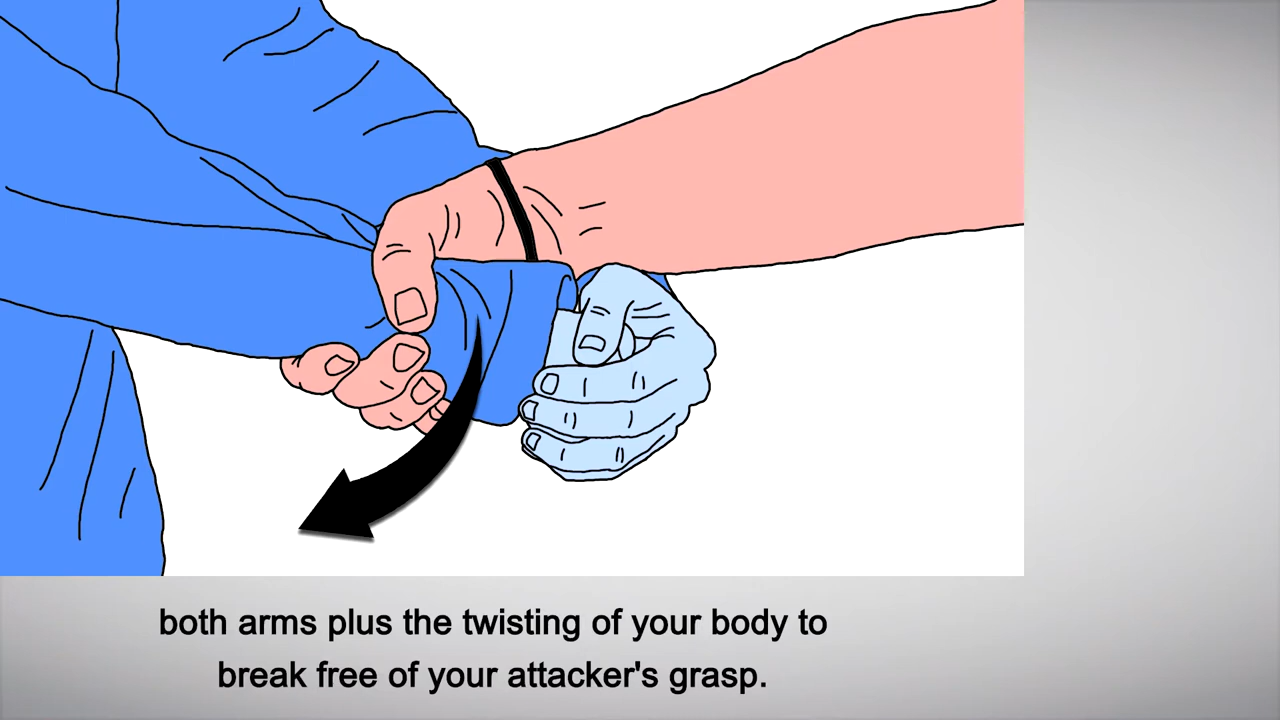 both arms plus the twisting of your body to
break free of your attacker's grasp.